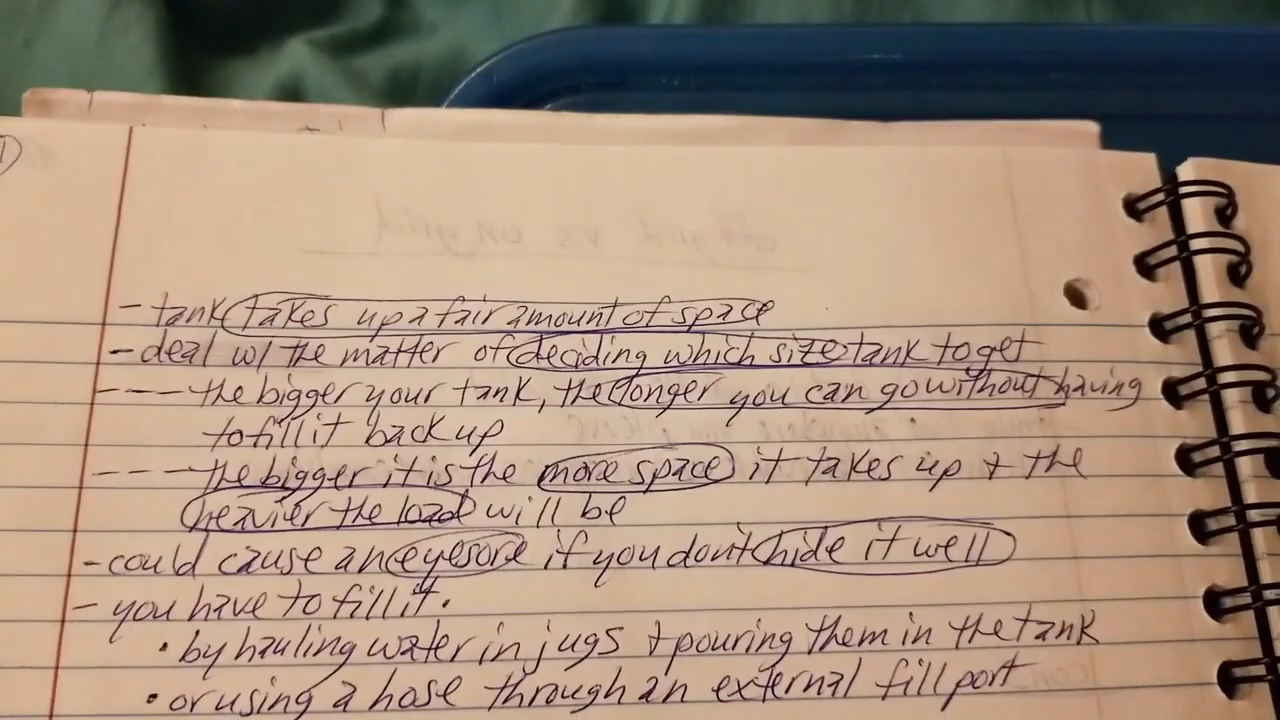 - tank takes up a fair amount of space
- deal w/ the matter of deciding which size tank to get
---- the bigger your tank, the longer you can go without having
to fill it back up
---- the bigger it is the more space it takes up + the
heavier the load will be
- could cause an eyesore if you dont hide it well
- you have to fill it.
• by hauling water in jugs + pouring them in the tank
• or using a hose through an external fill port